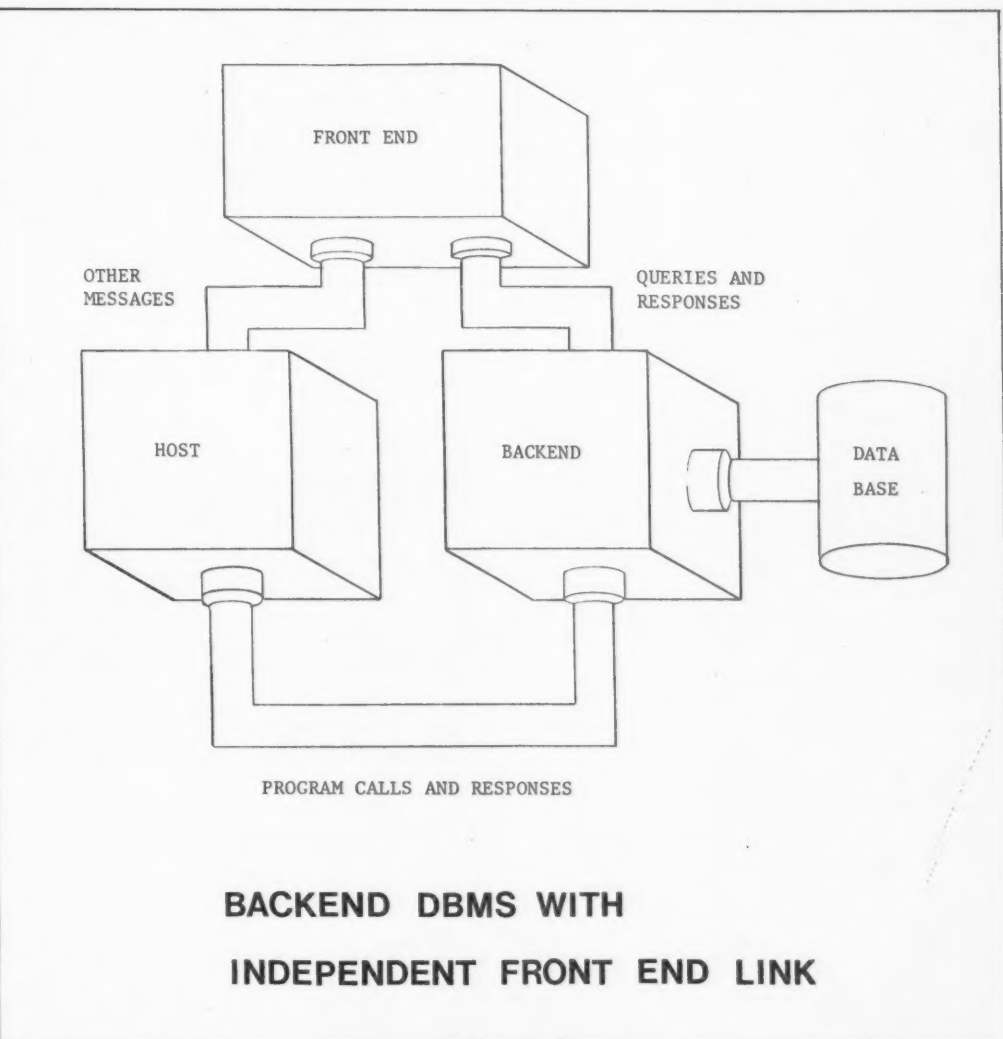 FRONT END
OTHER
MESSAGES
QUERIES AND
RESPONSES
HOST
BACKEND
DATA
BASE
PROGRAM CALLS AND RESPONSES
BACKEND DBMS WITH
INDEPENDENT FRONT END LINK